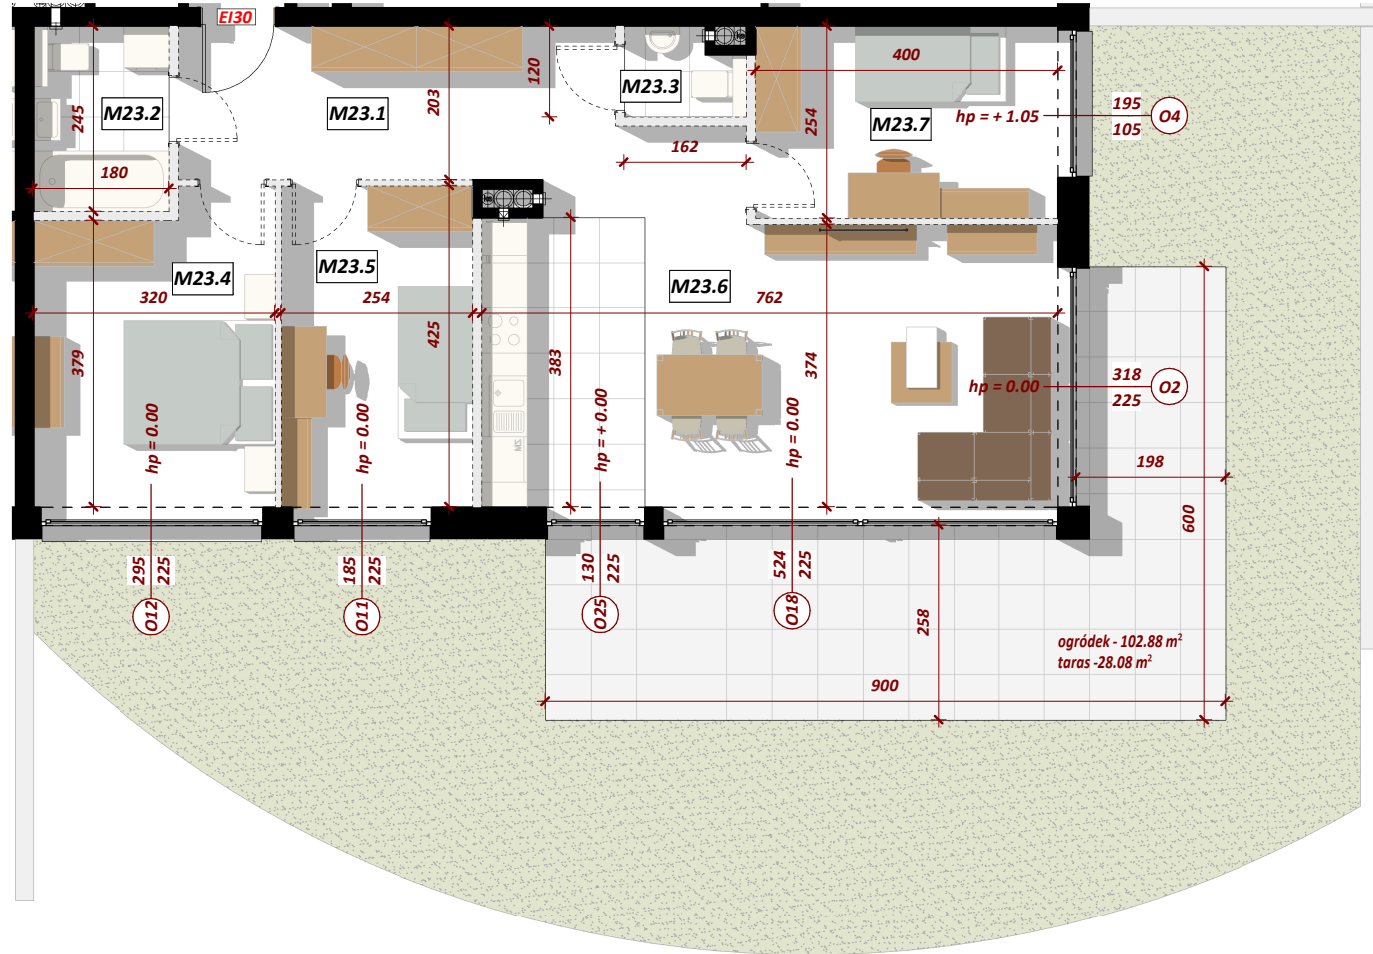 EI30
M23.2
M23.1
M23.3
M23.7
M23.4
M23.5
M23.6
245
180
203
120
162
400
254
hp = + 1.05
195
105
O4
320
254
762
379
425
383
374
hp = 0.00
hp = 0.00
hp = + 0.00
hp = 0.00
hp = 0.00
318
225
O2
198
600
295
225
O12
185
225
O11
130
225
O25
524
225
O18
258
900
ogródek - 102.88 m²
taras -28.08 m²
ZM